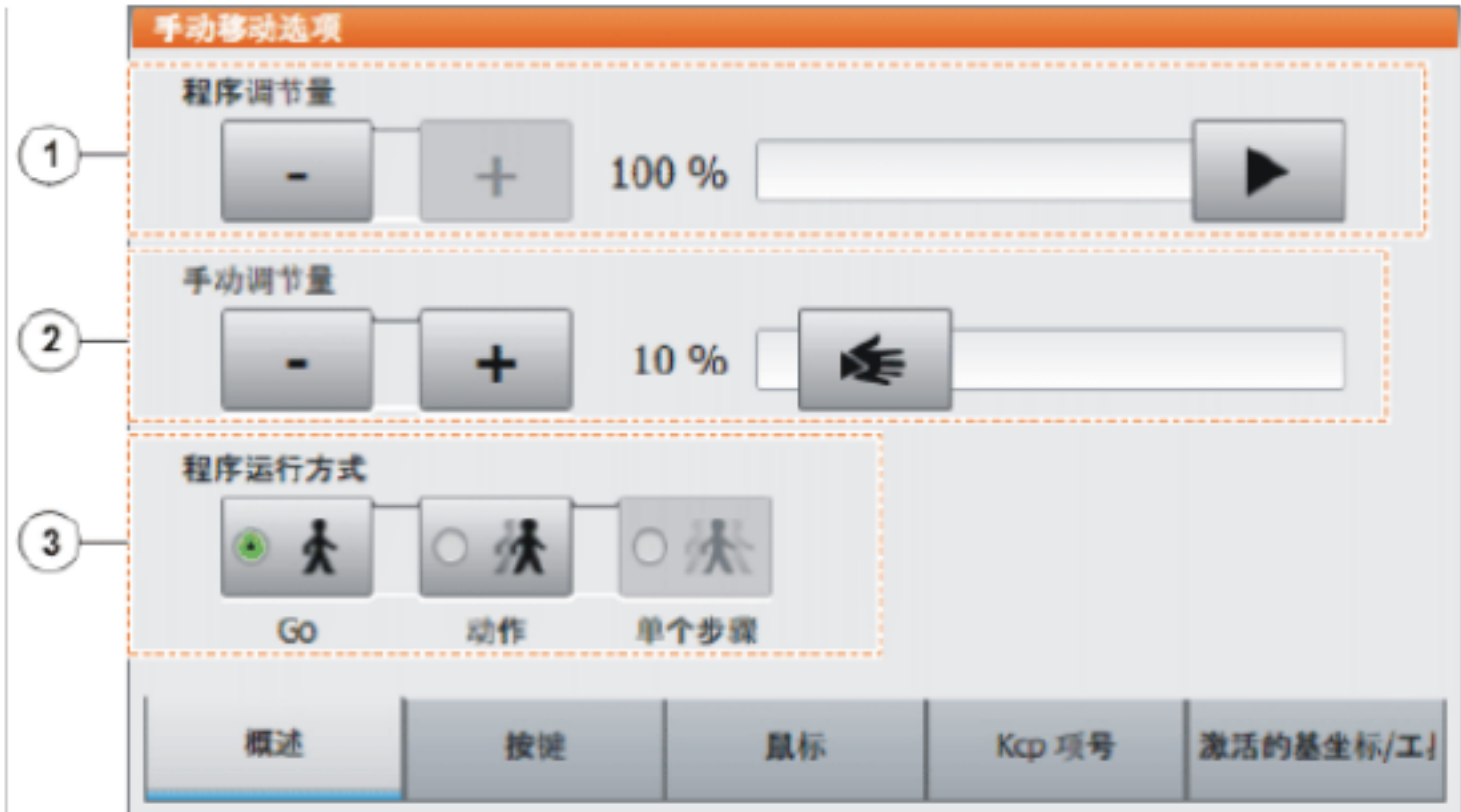 手动移动选项
程序调节量
1
- + 100 %
手动调节量
2
- + 10 %
程序运行方式
3
Go 动作 单个步骤
概述 按键 鼠标 Kcp 项号 激活的基坐标/工